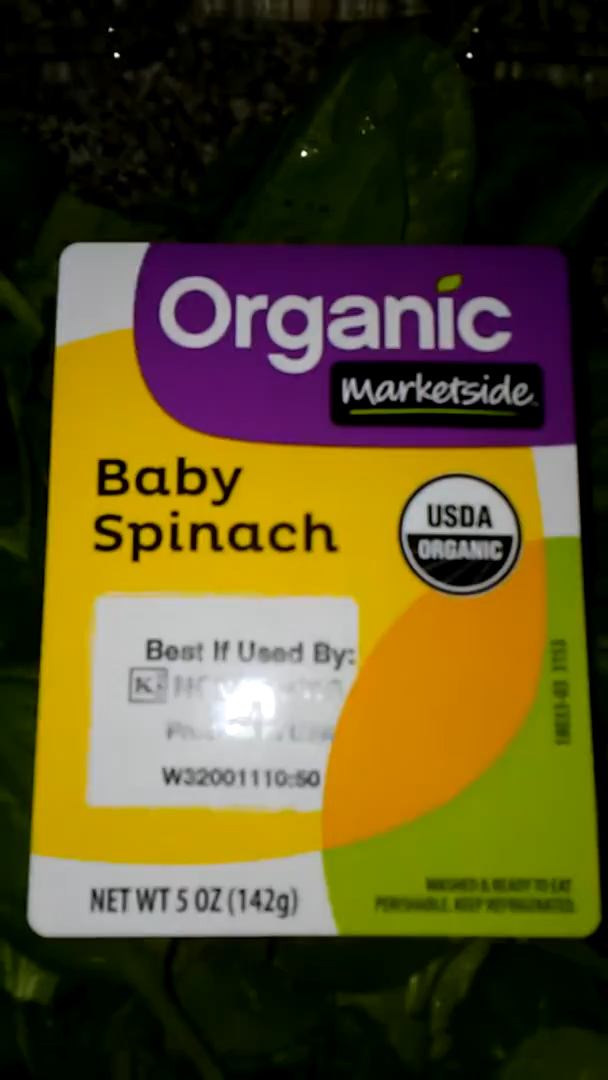 Organic
Marketside
Baby
Spinach
USDA
ORGANIC
Best If Used By:
K
W32001110:50
NET WT 5 OZ (142g)
WASHED & READY TO EAT
PERISHABLE. KEEP REFRIGERATED.